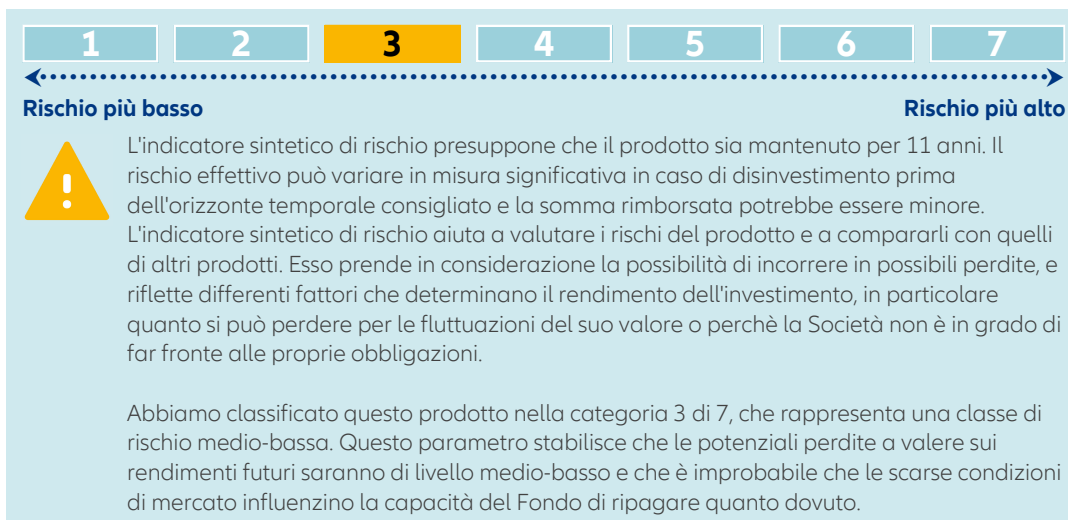 1 2 3 4 5 6 7
Rischio più basso Rischio più alto
L'indicatore sintetico di rischio presuppone che il prodotto sia mantenuto per 11 anni. Il
rischio effettivo può variare in misura significativa in caso di disinvestimento prima
dell'orizzonte temporale consigliato e la somma rimborsata potrebbe essere minore.
L'indicatore sintetico di rischio aiuta a valutare i rischi del prodotto e a compararli con quelli
di altri prodotti. Esso prende in considerazione la possibilità di incorrere in possibili perdite, e
riflette differenti fattori che determinano il rendimento dell'investimento, in particolare
quanto si può perdere per le fluttuazioni del suo valore o perchè la Società non è in grado di
far fronte alle proprie obbligazioni.
Abbiamo classificato questo prodotto nella categoria 3 di 7, che rappresenta una classe di
rischio medio-bassa. Questo parametro stabilisce che le potenziali perdite a valere sui
rendimenti futuri saranno di livello medio-basso e che è improbabile che le scarse condizioni
di mercato influenzino la capacità del Fondo di ripagare quanto dovuto.